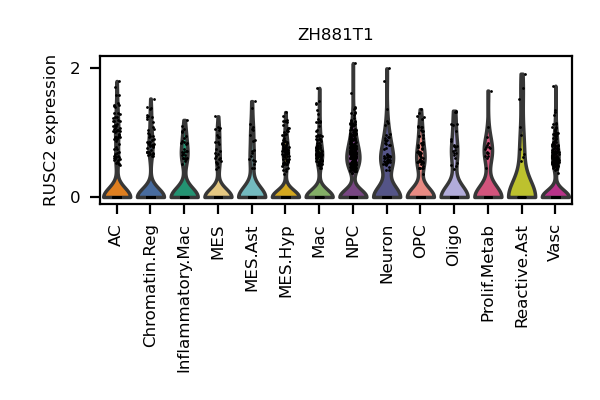 ZH881T1
RUSC2 expression
2
0
AC
Chromatin.Reg
Inflammatory.Mac
MES
MES.Ast
MES.Hyp
Mac
NPC
Neuron
OPC
Oligo
Prolif.Metab
Reactive.Ast
Vasc